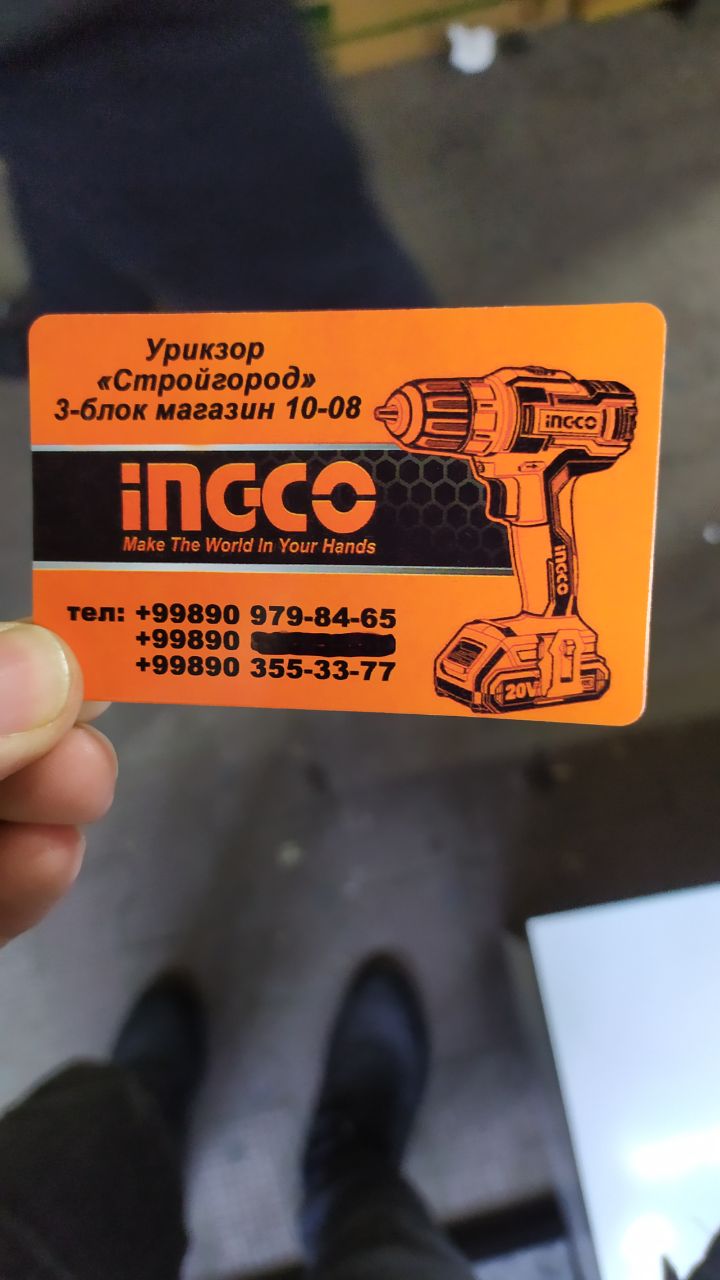 Урикзор
«Стройгород»
3-блок магазин 10-08
INGCO
Make The World In Your Hands
тел: +99890 979-84-65
+99890
+99890 355-33-77
INGCO
INGCO
20V